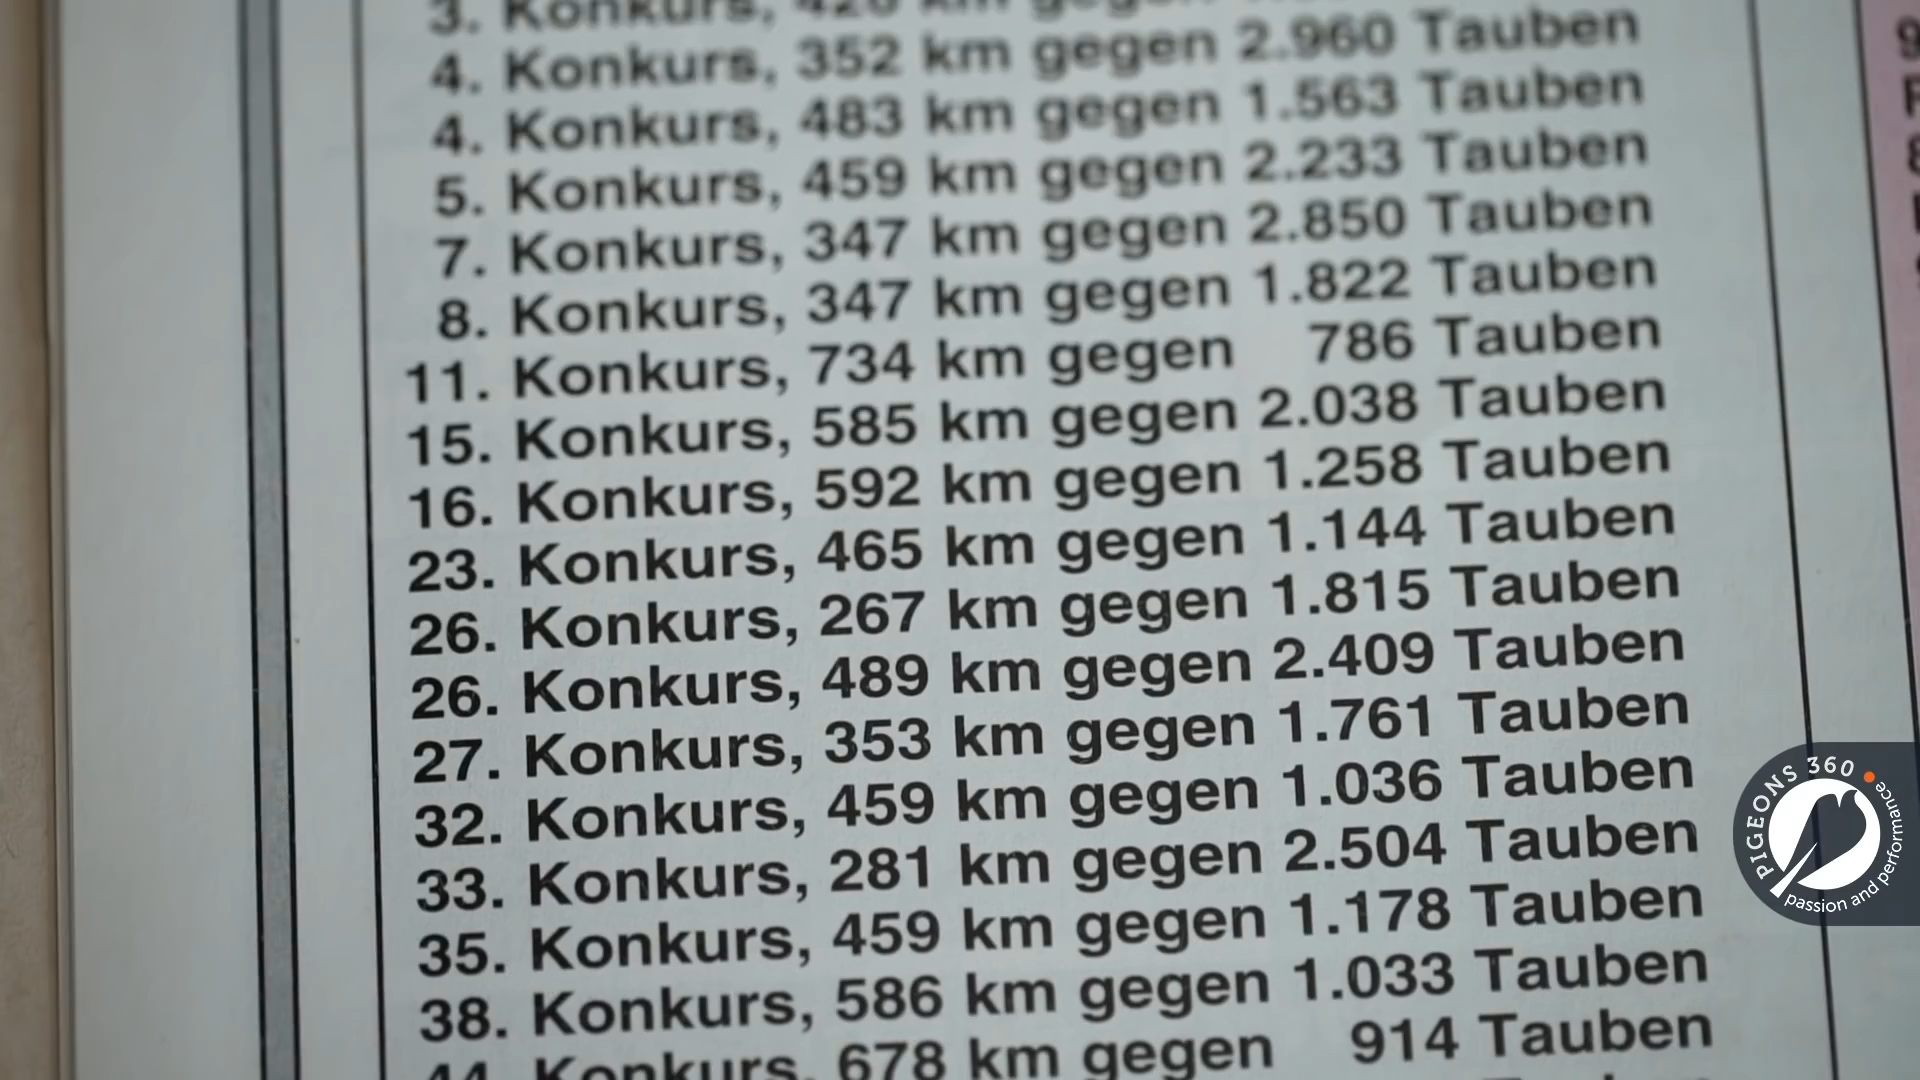 3. Konkurs, km gegen
4. Konkurs, 352 km gegen 2.960 Tauben
4. Konkurs, 483 km gegen 1.563 Tauben
5. Konkurs, 459 km gegen 2.233 Tauben
7. Konkurs, 347 km gegen 2.850 Tauben
8. Konkurs, 347 km gegen 1.822 Tauben
11. Konkurs, 734 km gegen 786 Tauben
15. Konkurs, 585 km gegen 2.038 Tauben
16. Konkurs, 592 km gegen 1.258 Tauben
23. Konkurs, 465 km gegen 1.144 Tauben
26. Konkurs, 267 km gegen 1.815 Tauben
26. Konkurs, 489 km gegen 2.409 Tauben
27. Konkurs, 353 km gegen 1.761 Tauben
32. Konkurs, 459 km gegen 1.036 Tauben
33. Konkurs, 281 km gegen 2.504 Tauben
35. Konkurs, 459 km gegen 1.178 Tauben
38. Konkurs, 586 km gegen 1.033 Tauben
44. Konkurs, 678 km gegen 914 Tauben
PIGEONS 360
passion and performance